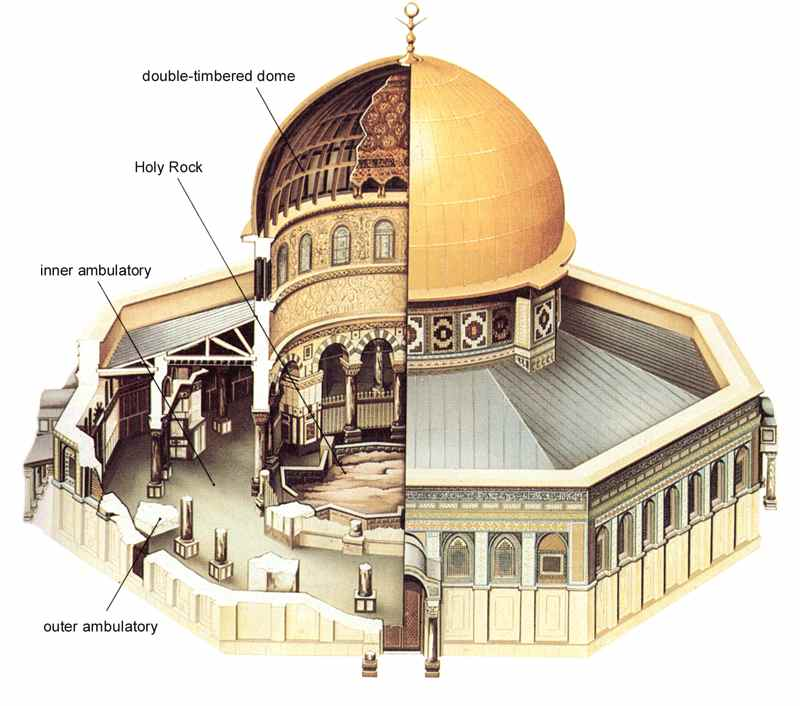 double-timbered dome
Holy Rock
inner ambulatory
outer ambulatory